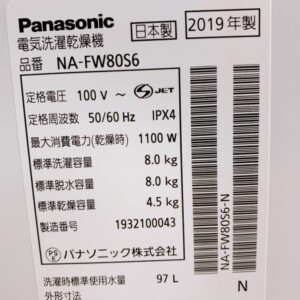 Panasonic
日本製 2019年製
電気洗濯乾燥機
品番 NA-FW80S6
定格電圧 100 V ～ S JET
定格周波数 50/60 Hz IPX4
最大消費電力(乾燥時) 1100 W
標準洗濯容量 8.0 kg
標準脱水容量 8.0 kg
標準乾燥容量 4.5 kg
製造番号 1932100043
PSE パナソニック株式会社
洗濯時標準使用水量 97 L
外形寸法
NA-FW80S6-N
N